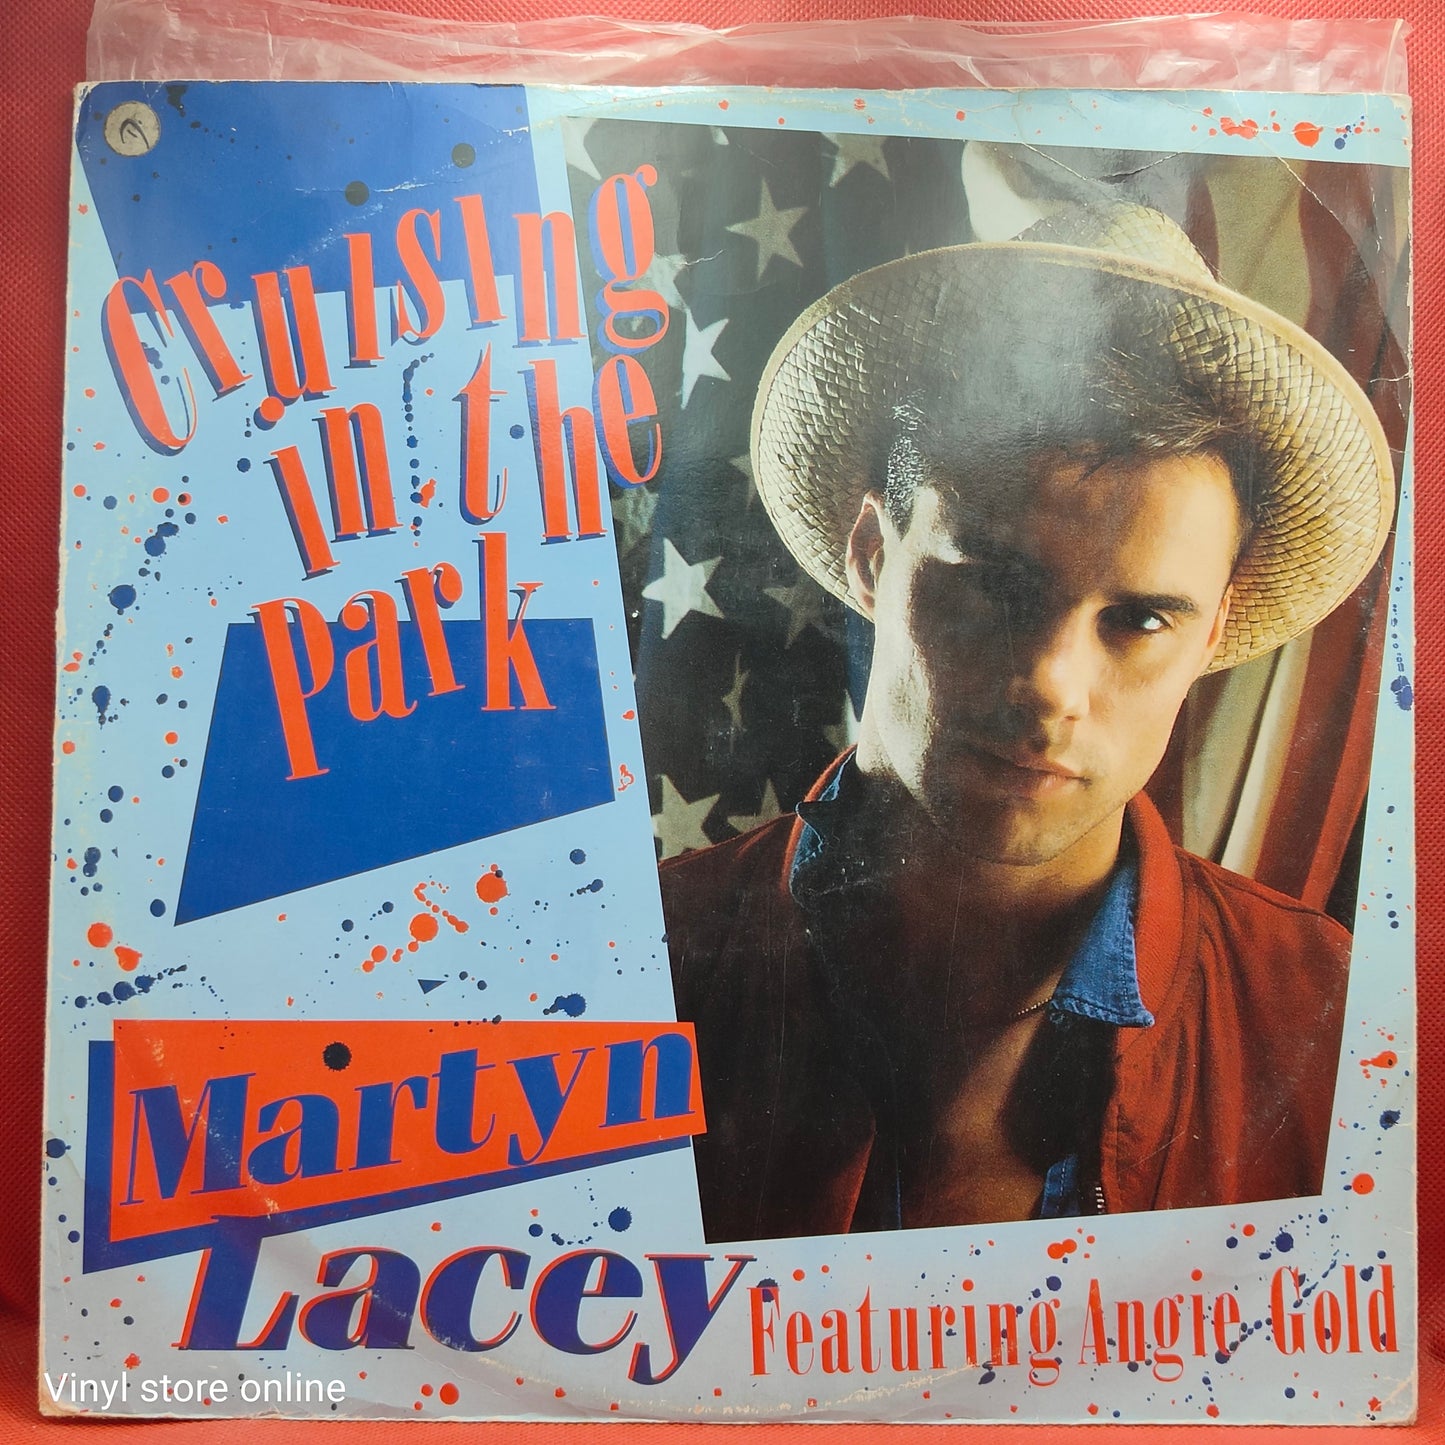 Cruising
in the
park
Martyn
Lacey
Featuring Angie Gold
Vinyl store online